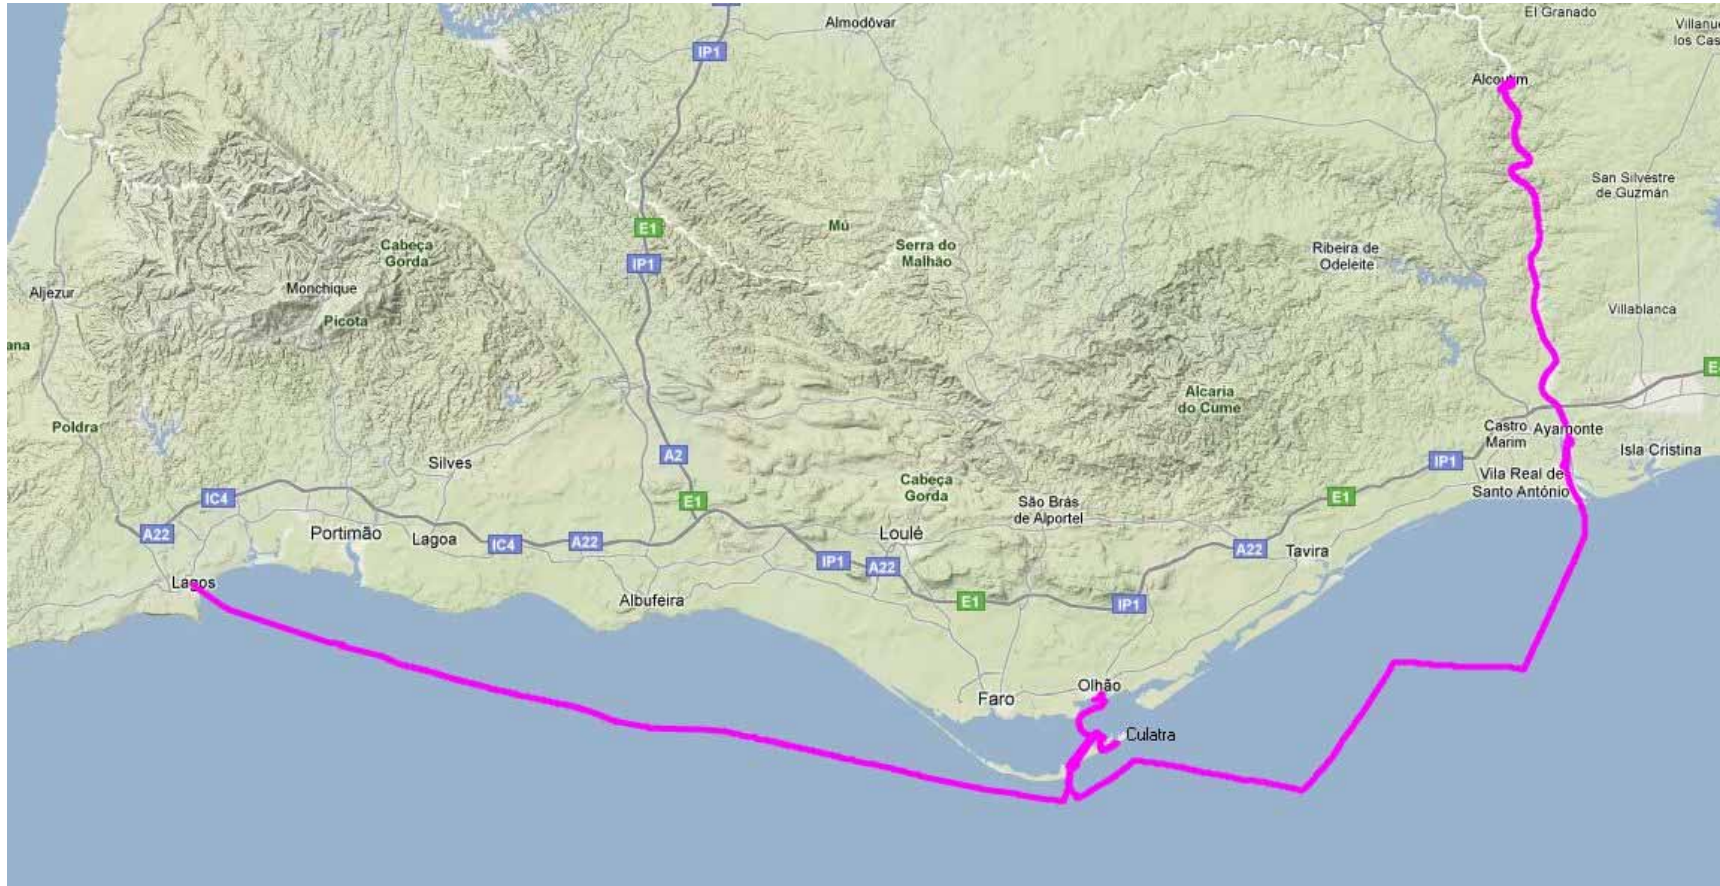 El Granado
Villanu
los Cas
Almodôvar
IP1
Alcoutim
San Silvestre
de Guzmán
E1
Mú
Cabeça
Gorda
Serra do
Malhão
Ribeira de
Odeleite
IP1
Aljezur
Monchique
Picota
Villablanca
ana
E
Alcaria
do Cume
Poldra
Castro
Marim
Ayamonte
Isla Cristina
A2
Silves
IP1
Vila Real de
Santo António
Cabeça
Gorda
IC4
E1
São Brás
de Alportel
E1
A22
Portimão
Lagoa
IC4
A22
Loulé
A22
Tavira
IP1
A22
Lagos
Albufeira
E1
IP1
Olhão
Faro
Culatra